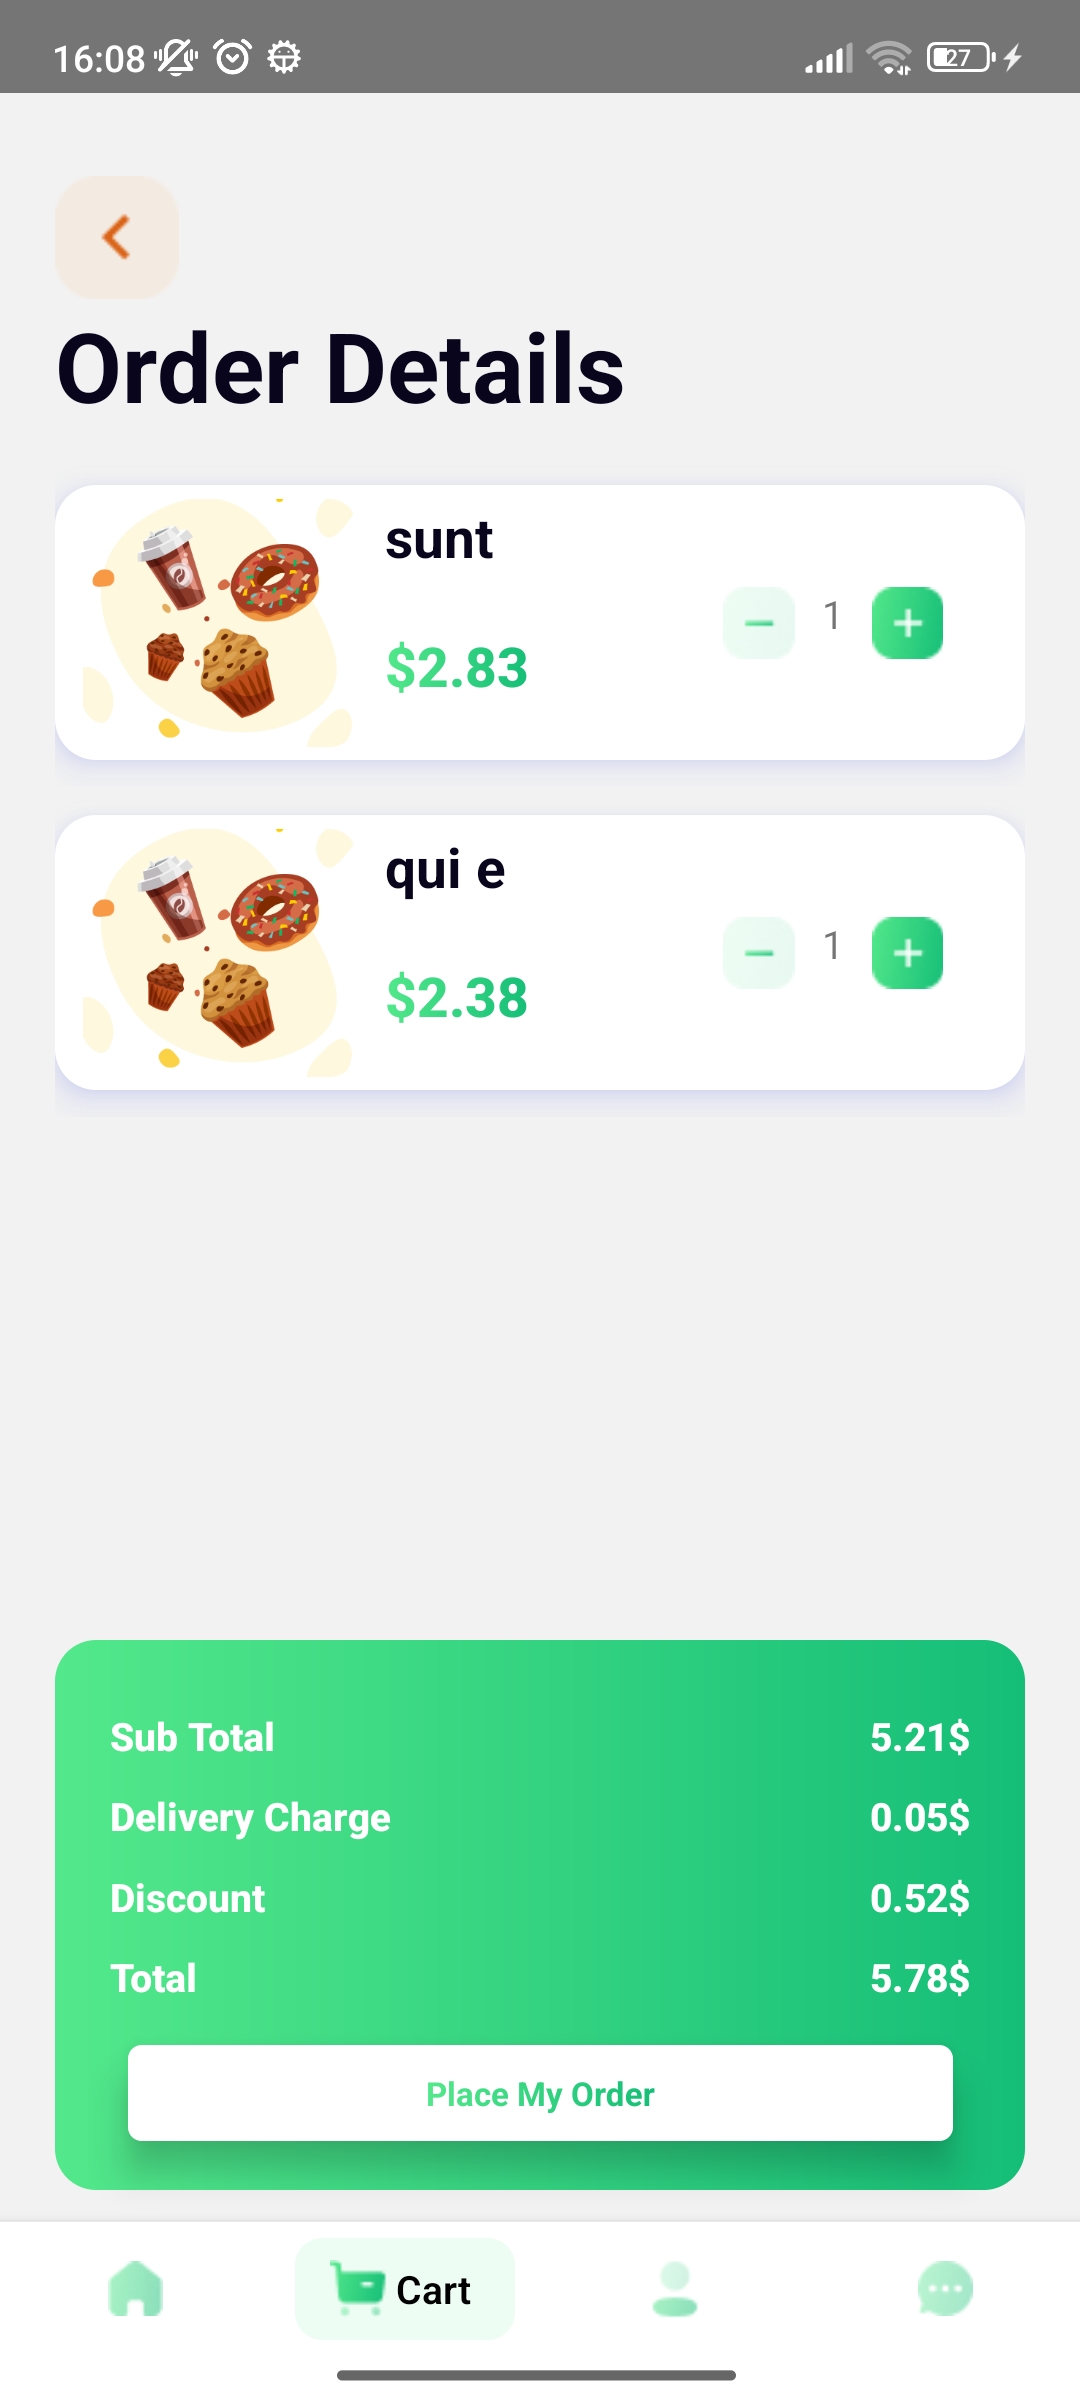 16:08
27
Order Details
sunt
1
$2.83
qui e
1
$2.38
Sub Total 5.21$
Delivery Charge 0.05$
Discount 0.52$
Total 5.78$
Place My Order
Cart